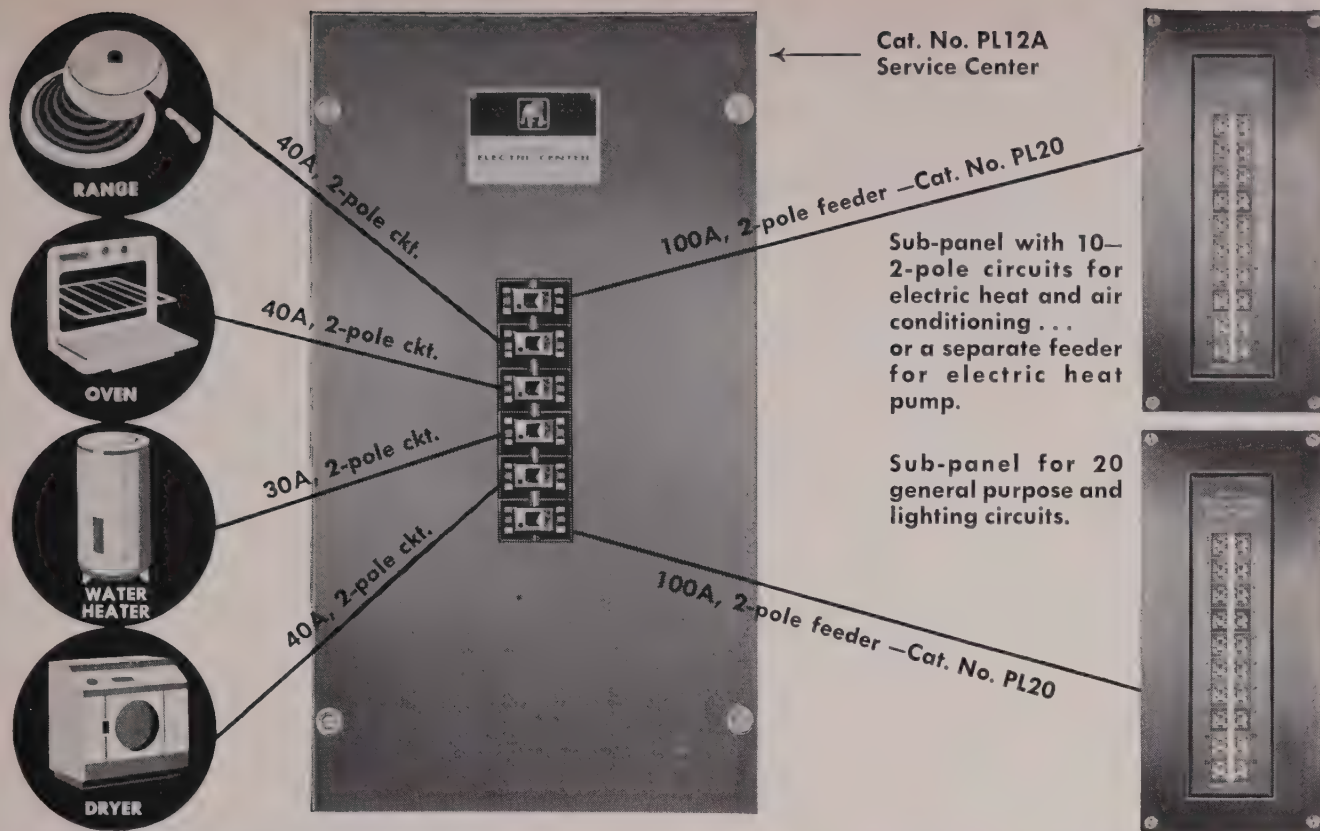 RANGE
OVEN
WATER
HEATER
DRYER
40A, 2-pole ckt.
40A, 2-pole ckt.
30A, 2-pole ckt.
40A, 2-pole ckt.
ELECTRIC CENTER
Cat. No. PL12A
Service Center
100A, 2-pole feeder —Cat. No. PL20
Sub-panel with 10—
2-pole circuits for
electric heat and air
conditioning . . .
or a separate feeder
for electric heat
pump.
Sub-panel for 20
general purpose and
lighting circuits.
100A, 2-pole feeder —Cat. No. PL20